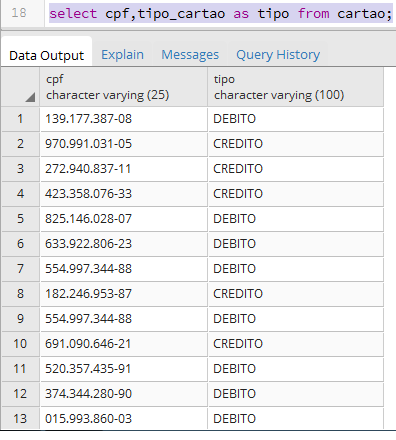 18 select cpf,tipo_cartao as tipo from cartao;
Data Output Explain Messages Query History
cpf tipo
character varying (25) character varying (100)
1 139.177.387-08 DEBITO
2 970.991.031-05 CREDITO
3 272.940.837-11 CREDITO
4 423.358.076-33 CREDITO
5 825.146.028-07 DEBITO
6 633.922.806-23 DEBITO
7 554.997.344-88 DEBITO
8 182.246.953-87 CREDITO
9 554.997.344-88 DEBITO
10 691.090.646-21 CREDITO
11 520.357.435-91 DEBITO
12 374.344.280-90 DEBITO
13 015.993.860-03 DEBITO